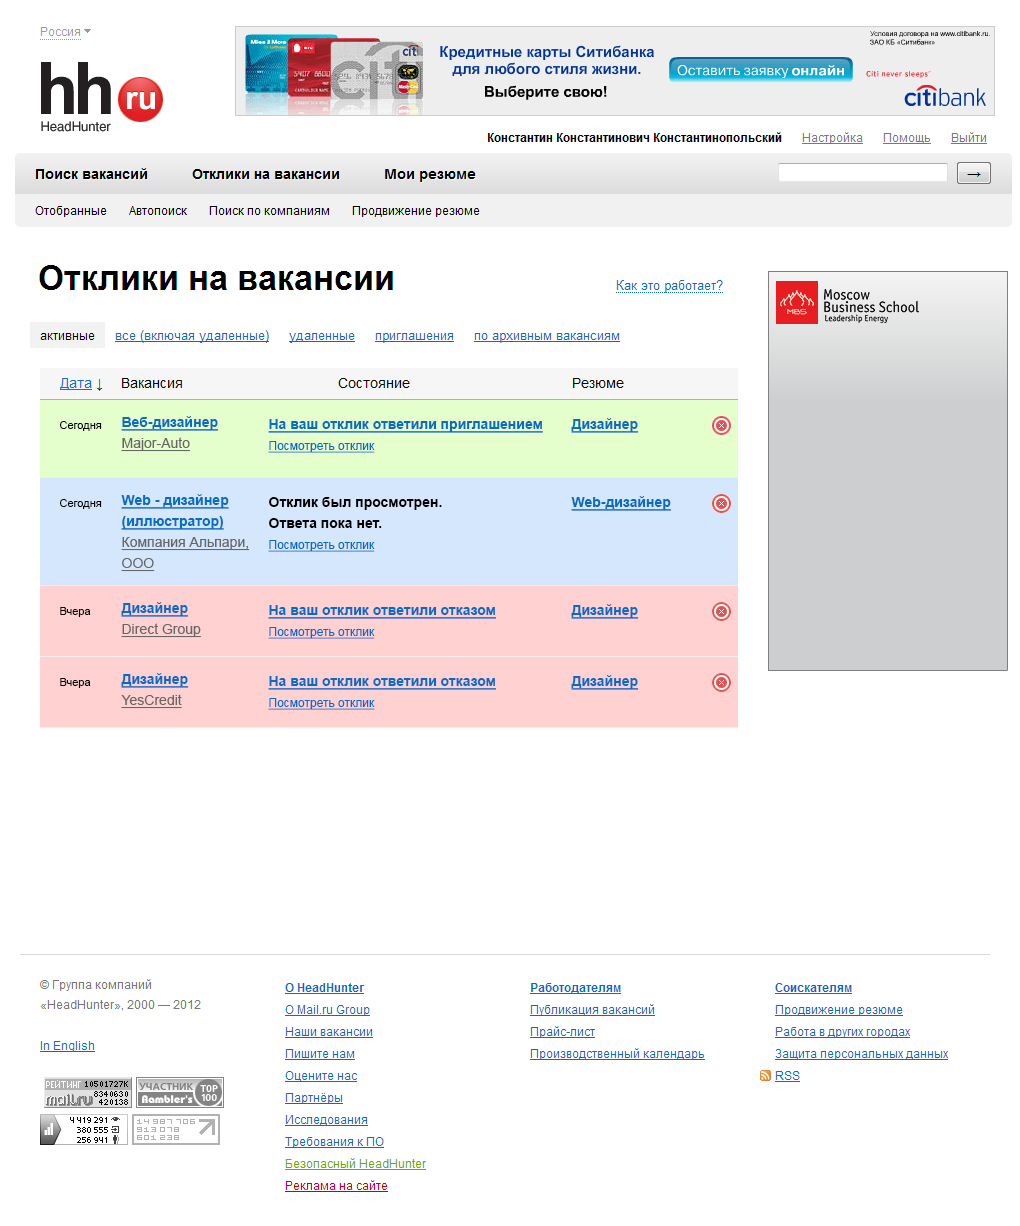 Россия
hh ru
HeadHunter
citi
Кредитные карты Ситибанка
для любого стиля жизни.
Выберите свою!
Оставить заявку онлайн
Условия договора на www.citibank.ru.
ЗАО КБ «Ситибанк»
Citi never sleeps
citibank
Константин Константинович Константинопольский Настройка Помощь Выйти
Поиск вакансий Отклики на вакансии Мои резюме →
Отобранные Автопоиск Поиск по компаниям Продвижение резюме
Отклики на вакансии
Как это работает?
MBS
Moscow
Business School
Leadership Energy
активные все (включая удаленные) удаленные приглашения по архивным вакансиям
Дата ↓ Вакансия Состояние Резюме
Сегодня Веб-дизайнер На ваш отклик ответили приглашением Дизайнер
Major-Auto Посмотреть отклик
Сегодня Web - дизайнер Отклик был просмотрен. Web-дизайнер
(иллюстратор) Ответа пока нет.
Компания Альпари, Посмотреть отклик
ООО
Вчера Дизайнер На ваш отклик ответили отказом Дизайнер
Direct Group Посмотреть отклик
Вчера Дизайнер На ваш отклик ответили отказом Дизайнер
YesCredit Посмотреть отклик
© Группа компаний
«HeadHunter», 2000 — 2012
In English
РЕЙТИНГ 10501727K
mail.ru 8340630
420138
УЧАСТНИК TOP
Rambler's 100
4 419 291
380 555
256 941
14 987 706
913 078
601 238
О HeadHunter
О Mail.ru Group
Наши вакансии
Пишите нам
Оцените нас
Партнёры
Исследования
Требования к ПО
Безопасный HeadHunter
Реклама на сайте
Работодателям
Публикация вакансий
Прайс-лист
Производственный календарь
Соискателям
Продвижение резюме
Работа в других городах
Защита персональных данных
RSS